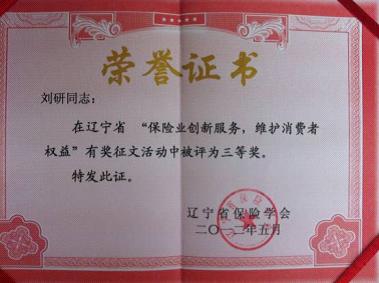 荣誉证书
刘研同志：
在辽宁省 “保险业创新服务，维护消费者
权益”有奖征文活动中被评为三等奖。
特发此证。
辽宁省保险学会
二〇一二年五月